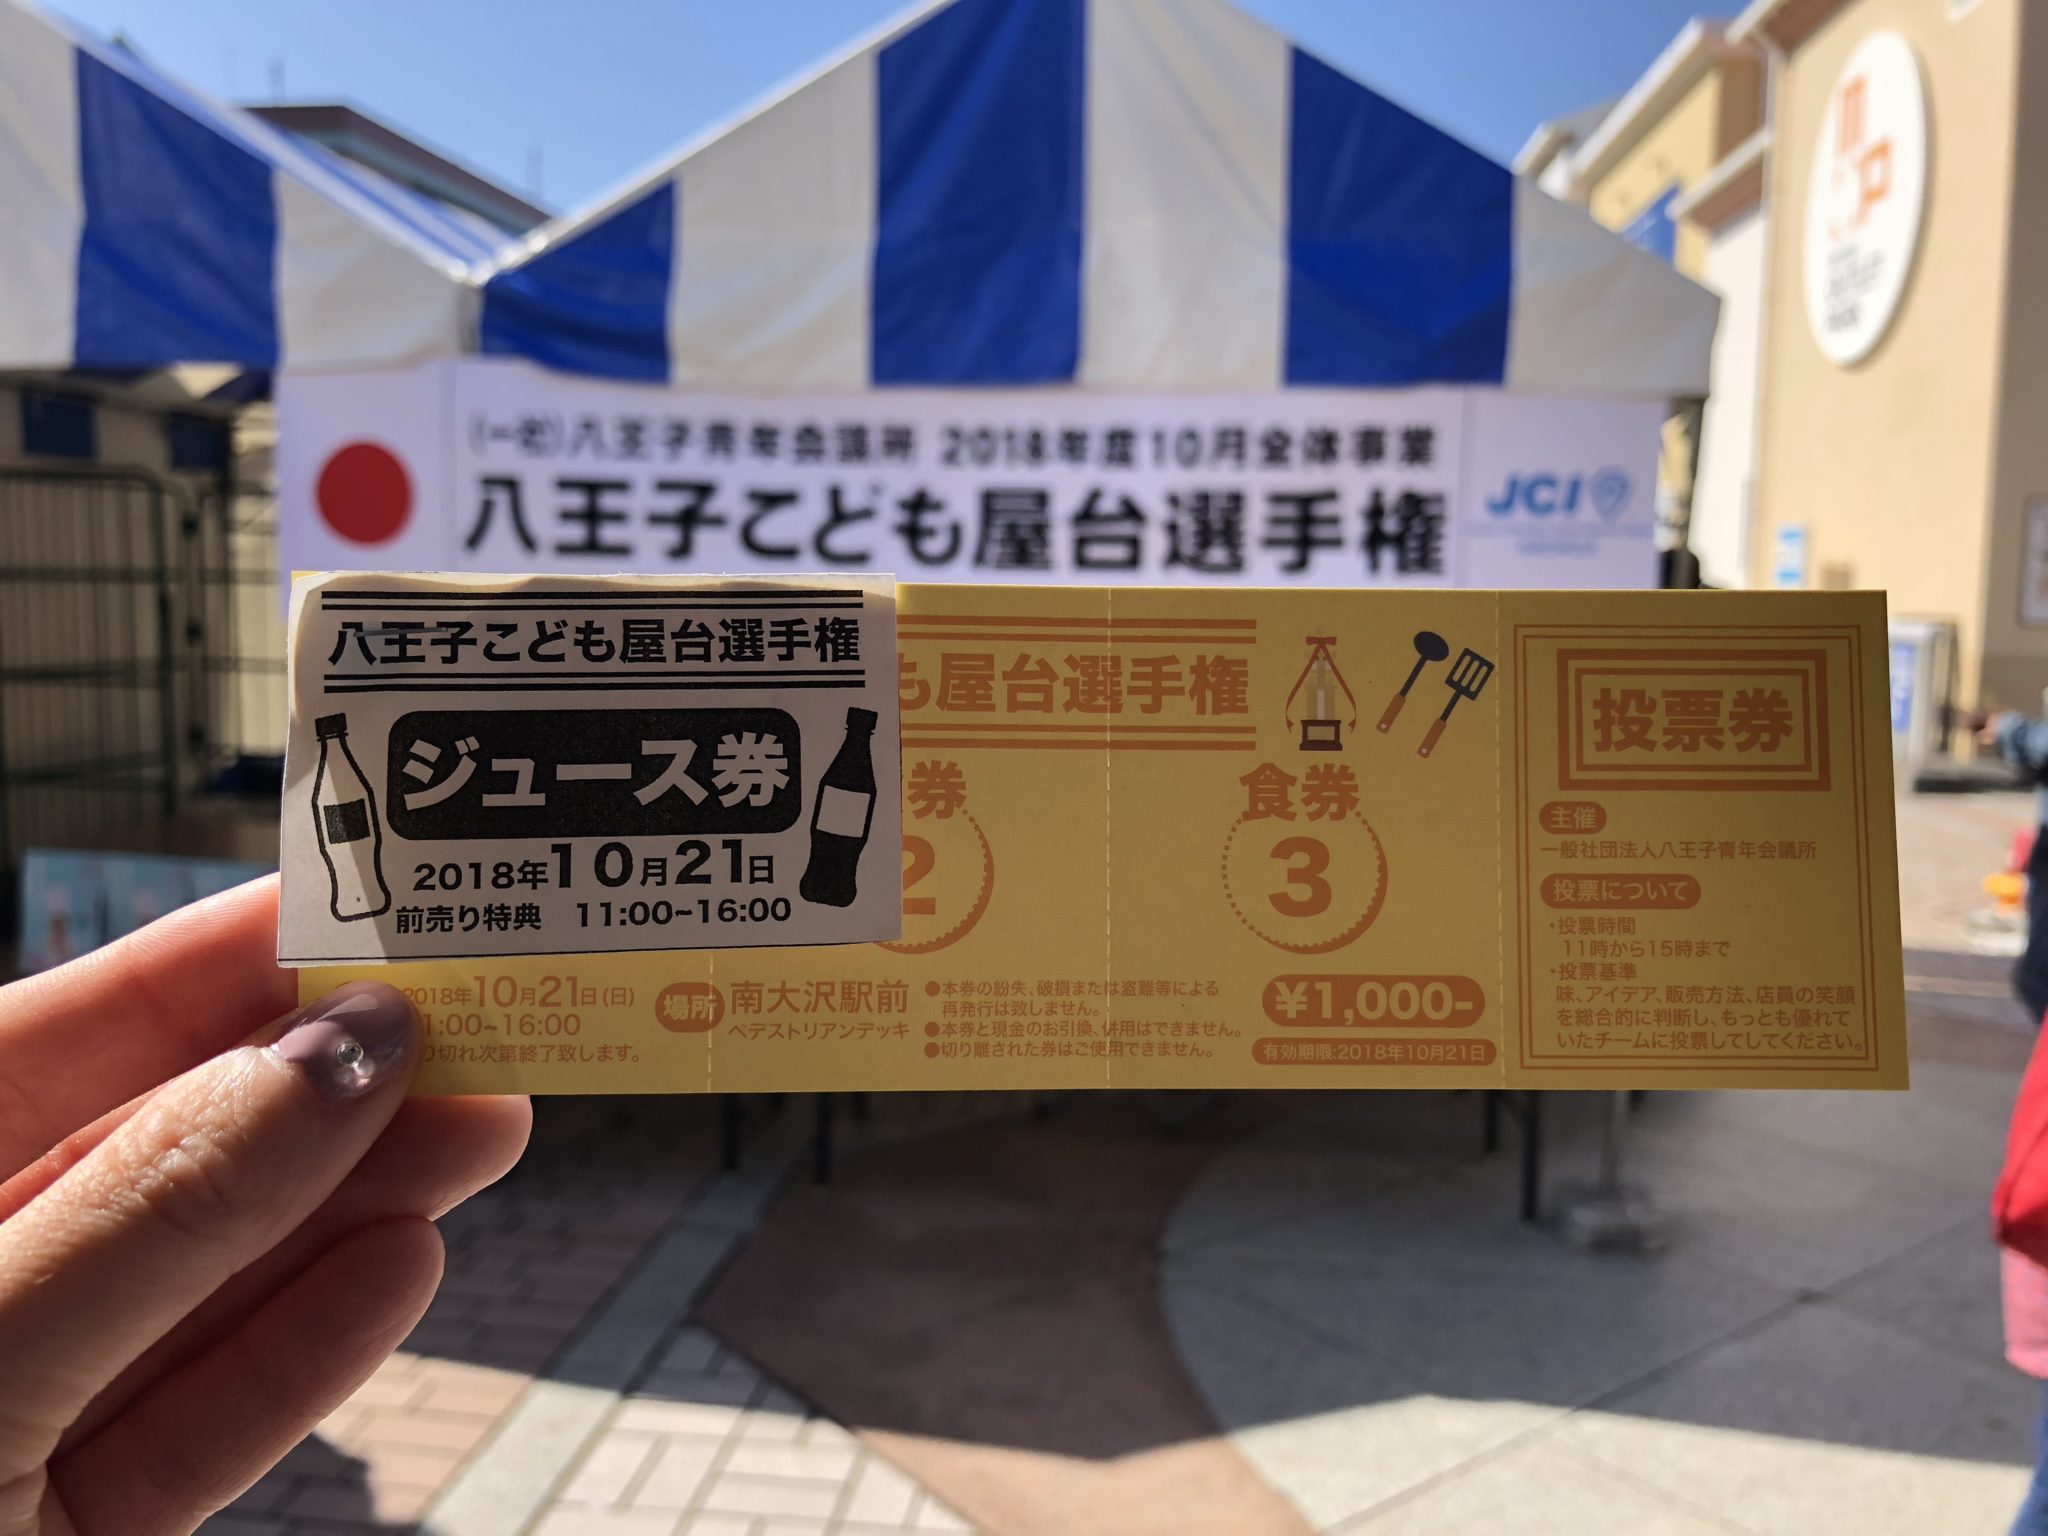 (一社)八王子青年会議所 2018年度10月全体事業
八王子こども屋台選手権
JCI
八王子こども屋台選手権
ジュース券
2018年10月21日
前売り特典 11:00~16:00
も屋台選手権
券
2
食券
3
2018年10月21日(日)
1:00~16:00
り切れ次第終了致します。
場所
南大沢駅前
ペデストリアンデッキ
●本券の紛失、破損または盗難等による
再発行は致しません。
●本券と現金のお引換、併用はできません。
●切り離された券はご使用できません。
¥1,000-
有効期限:2018年10月21日
投票券
主催
一般社団法人八王子青年会議所
投票について
・投票時間
11時から15時まで
・投票基準
味、アイデア、販売方法、店員の笑顔
を総合的に判断し、もっとも優れて
いたチームに投票してしてください。